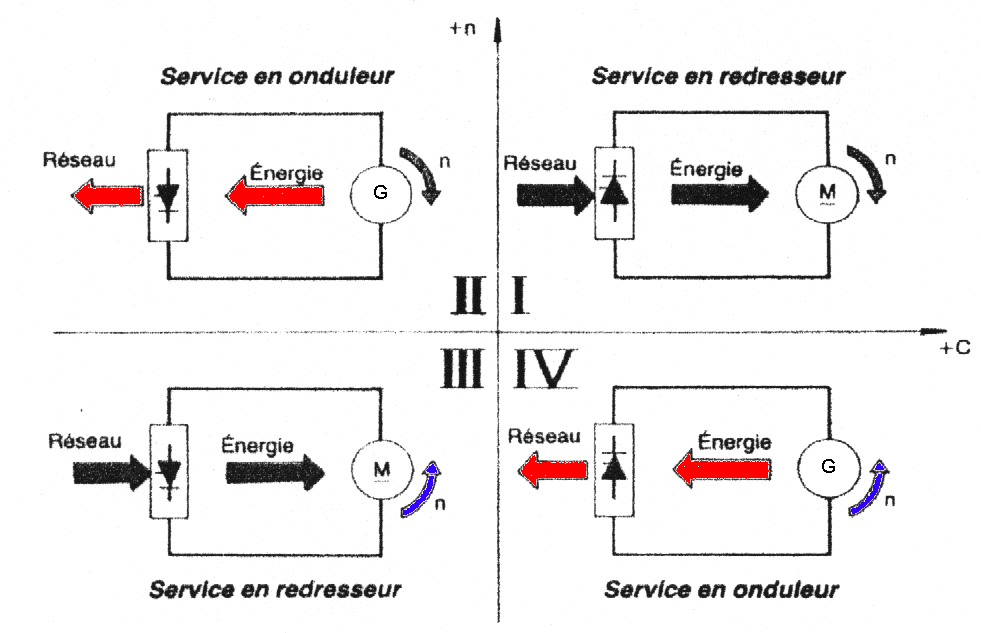 +n
Service en onduleur
Réseau
Énergie
G
n
Service en redresseur
Réseau
Énergie
M
n
II
I
+C
III
IV
Réseau
Énergie
M
n
Service en redresseur
Réseau
Énergie
G
n
Service en onduleur